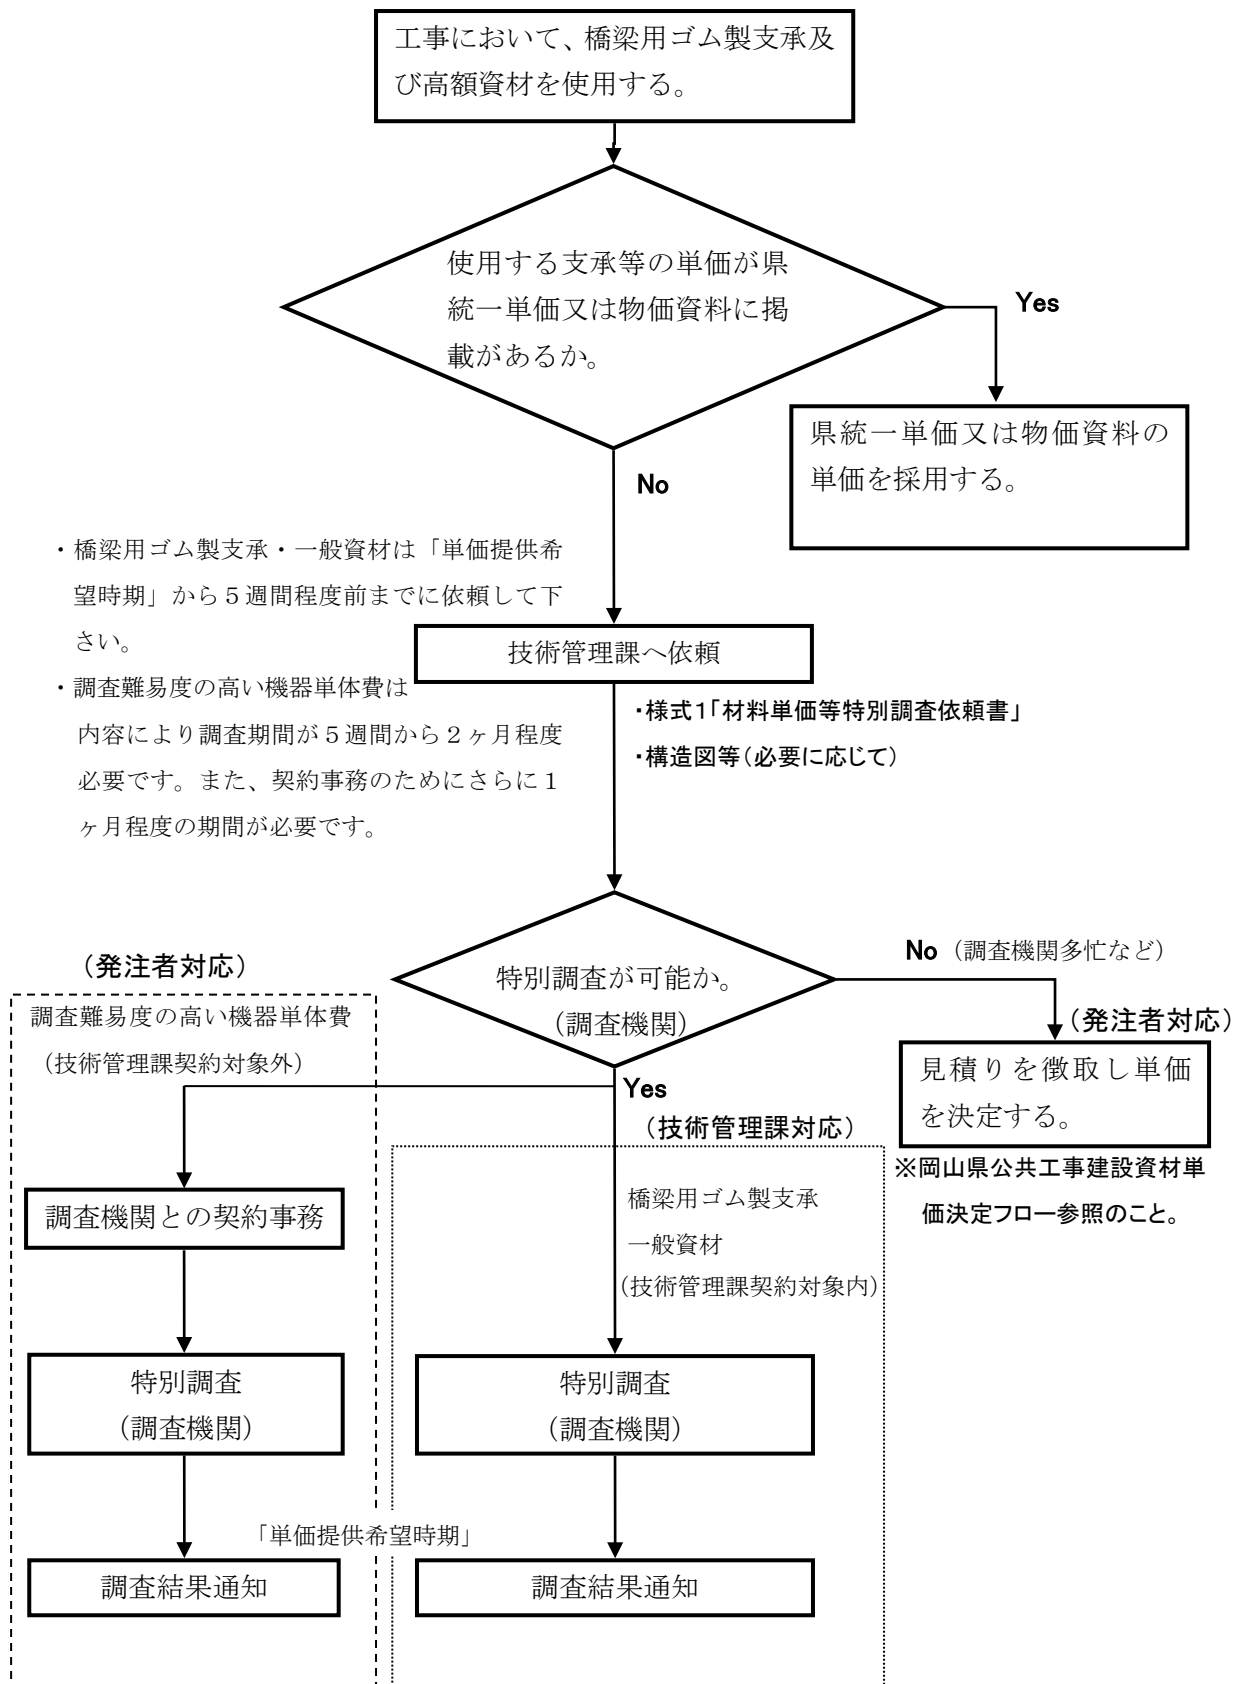 工事において、橋梁用ゴム製支承及
び高額資材を使用する。
使用する支承等の単価が県
統一単価又は物価資料に掲
載があるか。
Yes
県統一単価又は物価資料の
単価を採用する。
No
・橋梁用ゴム製支承・一般資材は「単価提供希
望時期」から５週間程度前までに依頼して下
さい。
・調査難易度の高い機器単体費は
内容により調査期間が５週間から２ヶ月程度
必要です。また、契約事務のためにさらに１
ヶ月程度の期間が必要です。
技術管理課へ依頼
・様式１「材料単価等特別調査依頼書」
・構造図等（必要に応じて）
特別調査が可能か。
（調査機関）
No（調査機関多忙など）
（発注者対応）
見積りを徴取し単価
を決定する。
※岡山県公共工事建設資材単
価決定フロー参照のこと。
（発注者対応）
調査難易度の高い機器単体費
（技術管理課契約対象外）
Yes
（技術管理課対応）
調査機関との契約事務
橋梁用ゴム製支承
一般資材
（技術管理課契約対象内）
特別調査
（調査機関）
特別調査
（調査機関）
「単価提供希望時期」
調査結果通知
調査結果通知